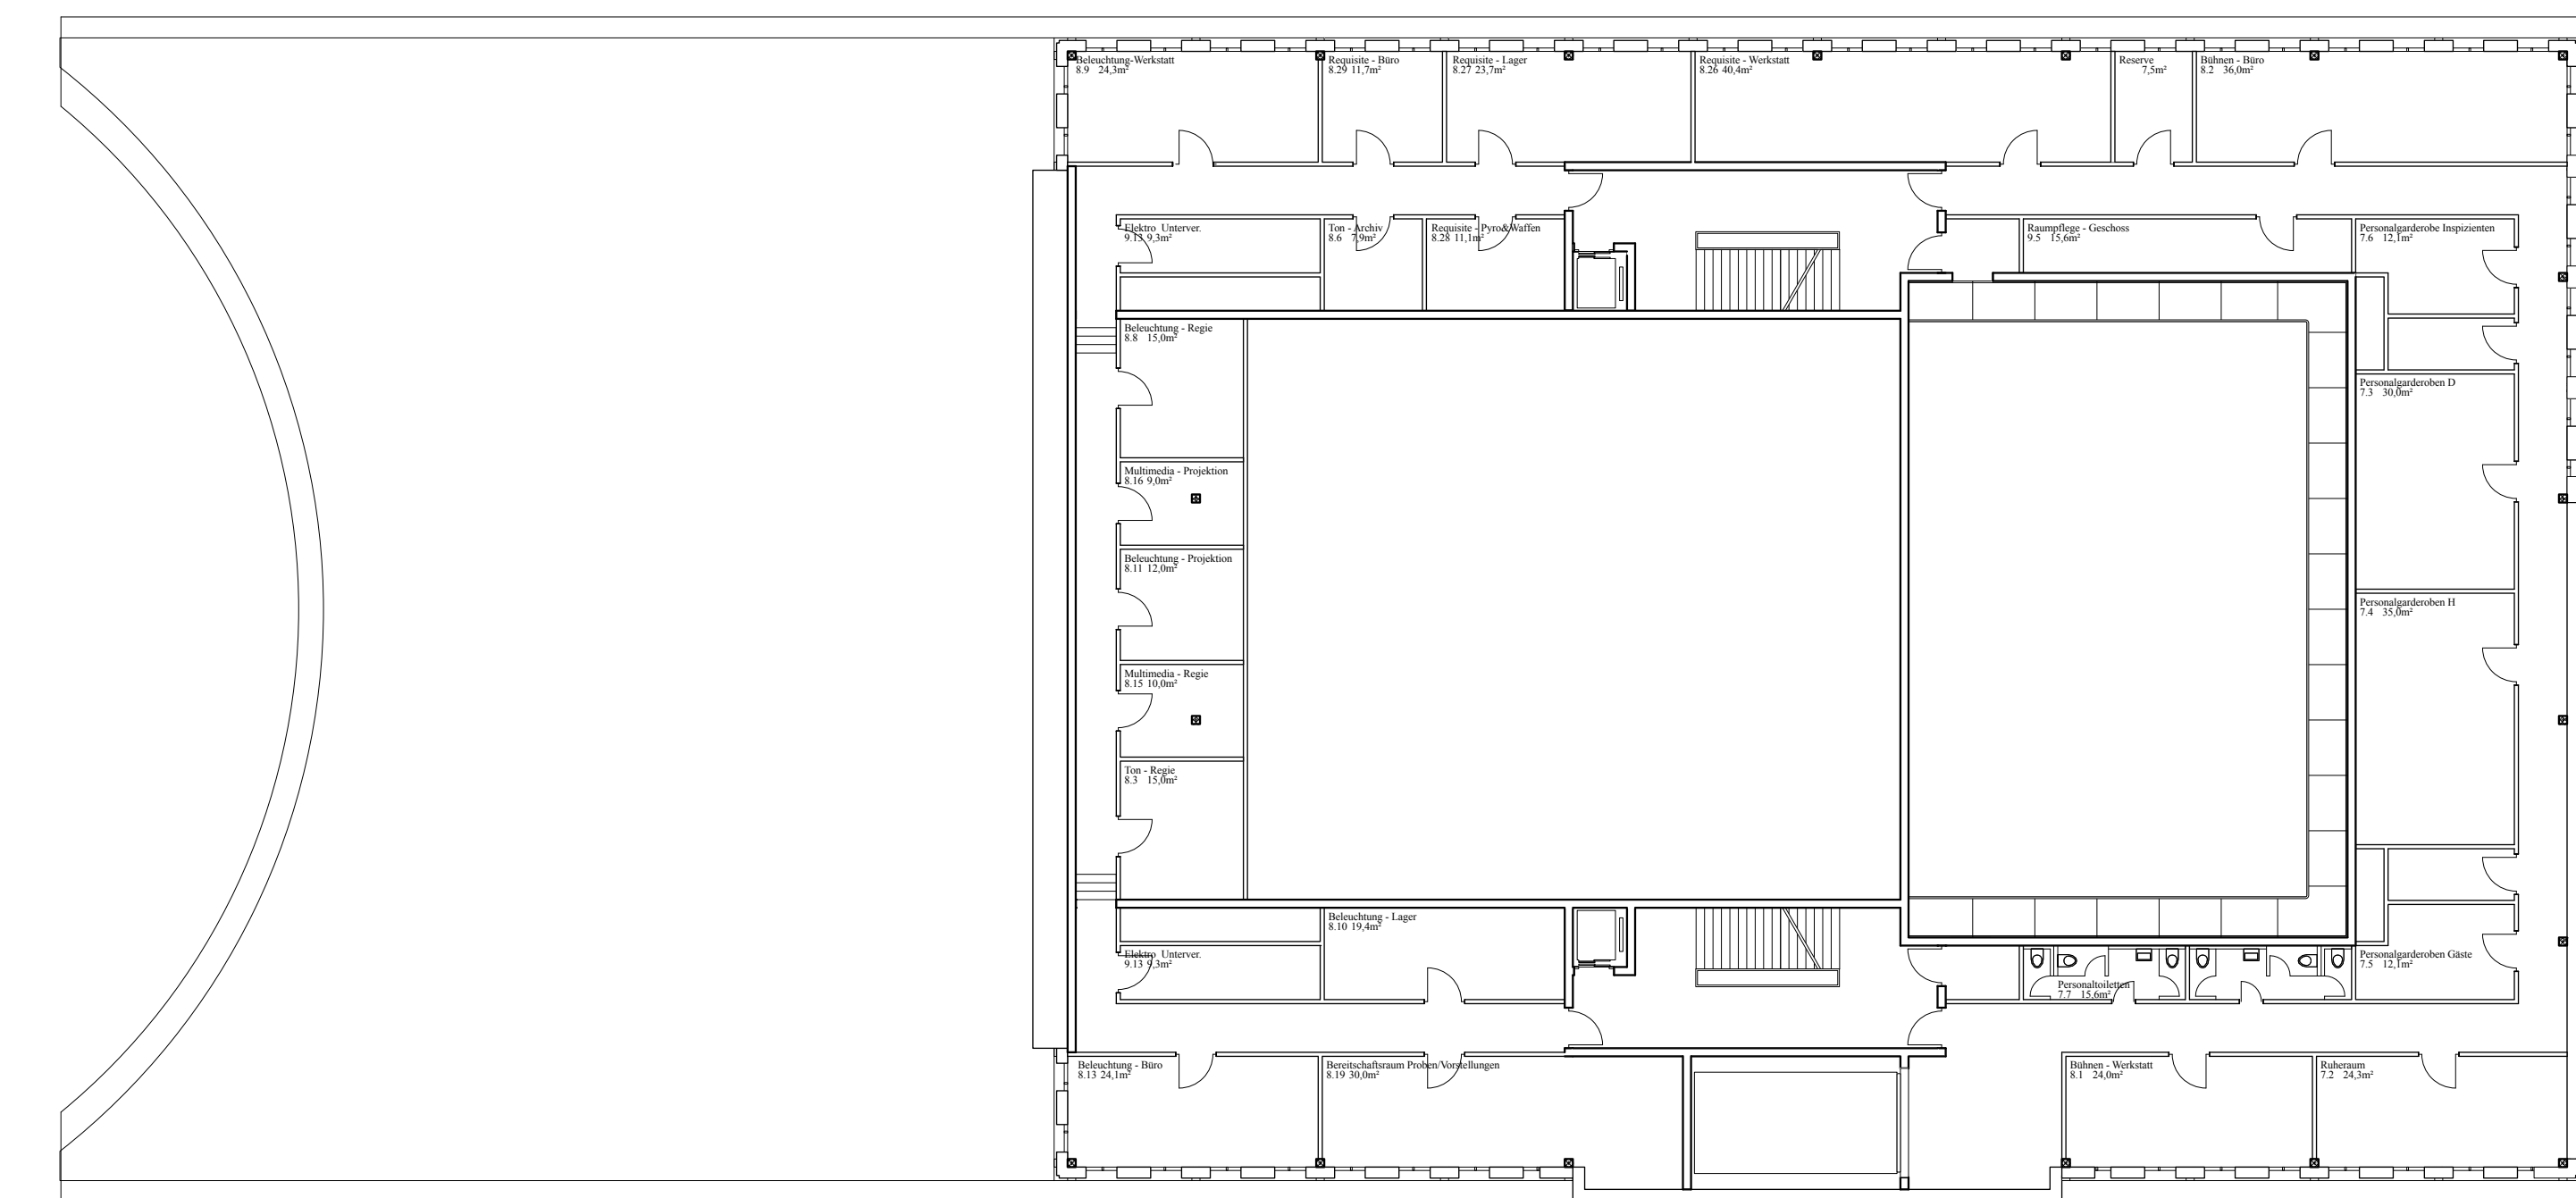 Beleuchtung-Werkstatt
8.9 24,3m²
Requisite - Büro
8.29 11,7m²
Requisite - Lager
8.27 23,7m²
Requisite - Werkstatt
8.26 40,4m²
Reserve
7,5m²
Bühnen - Büro
8.2 36,0m²
Elektro Unterver.
9.13 9,3m²
Ton - Archiv
8.6 7,9m²
Requisite - Pyro&Waffen
8.28 11,1m²
Raumpflege - Geschoss
9.5 15,6m²
Personalgarderobe Inspizienten
7.6 12,1m²
Beleuchtung - Regie
8.8 15,0m²
Personalgarderoben D
7.3 30,0m²
Multimedia - Projektion
8.16 9,0m²
Beleuchtung - Projektion
8.11 12,0m²
Personalgarderoben H
7.4 35,0m²
Multimedia - Regie
8.15 10,0m²
Ton - Regie
8.3 15,0m²
Beleuchtung - Lager
8.10 19,4m²
Elektro Unterver.
9.13 9,3m²
Personalgarderoben Gäste
7.5 12,1m²
Personaltoiletten
7.7 15,6m²
Beleuchtung - Büro
8.13 24,1m²
Bereitschaftsraum Proben/Vorstellungen
8.19 30,0m²
Bühnen - Werkstatt
8.1 24,0m²
Ruheraum
7.2 24,3m²